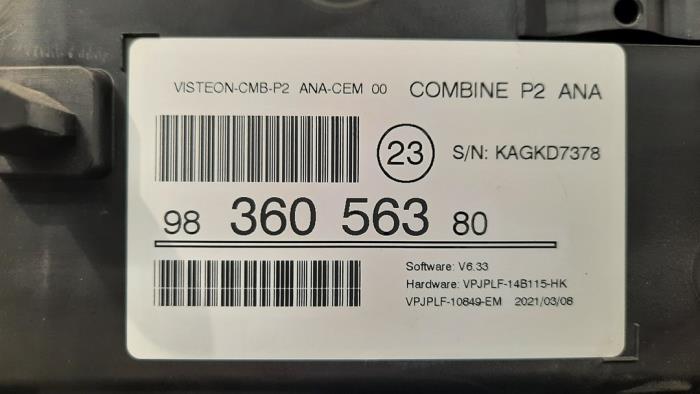 VISTEON-CMB-P2 ANA-CEM 00 COMBINE P2 ANA
23 S/N: KAGKD7378
98 360 563 80
Software: V6.33
Hardware: VPJPLF-14B115-HK
VPJPLF-10849-EM 2021/03/08